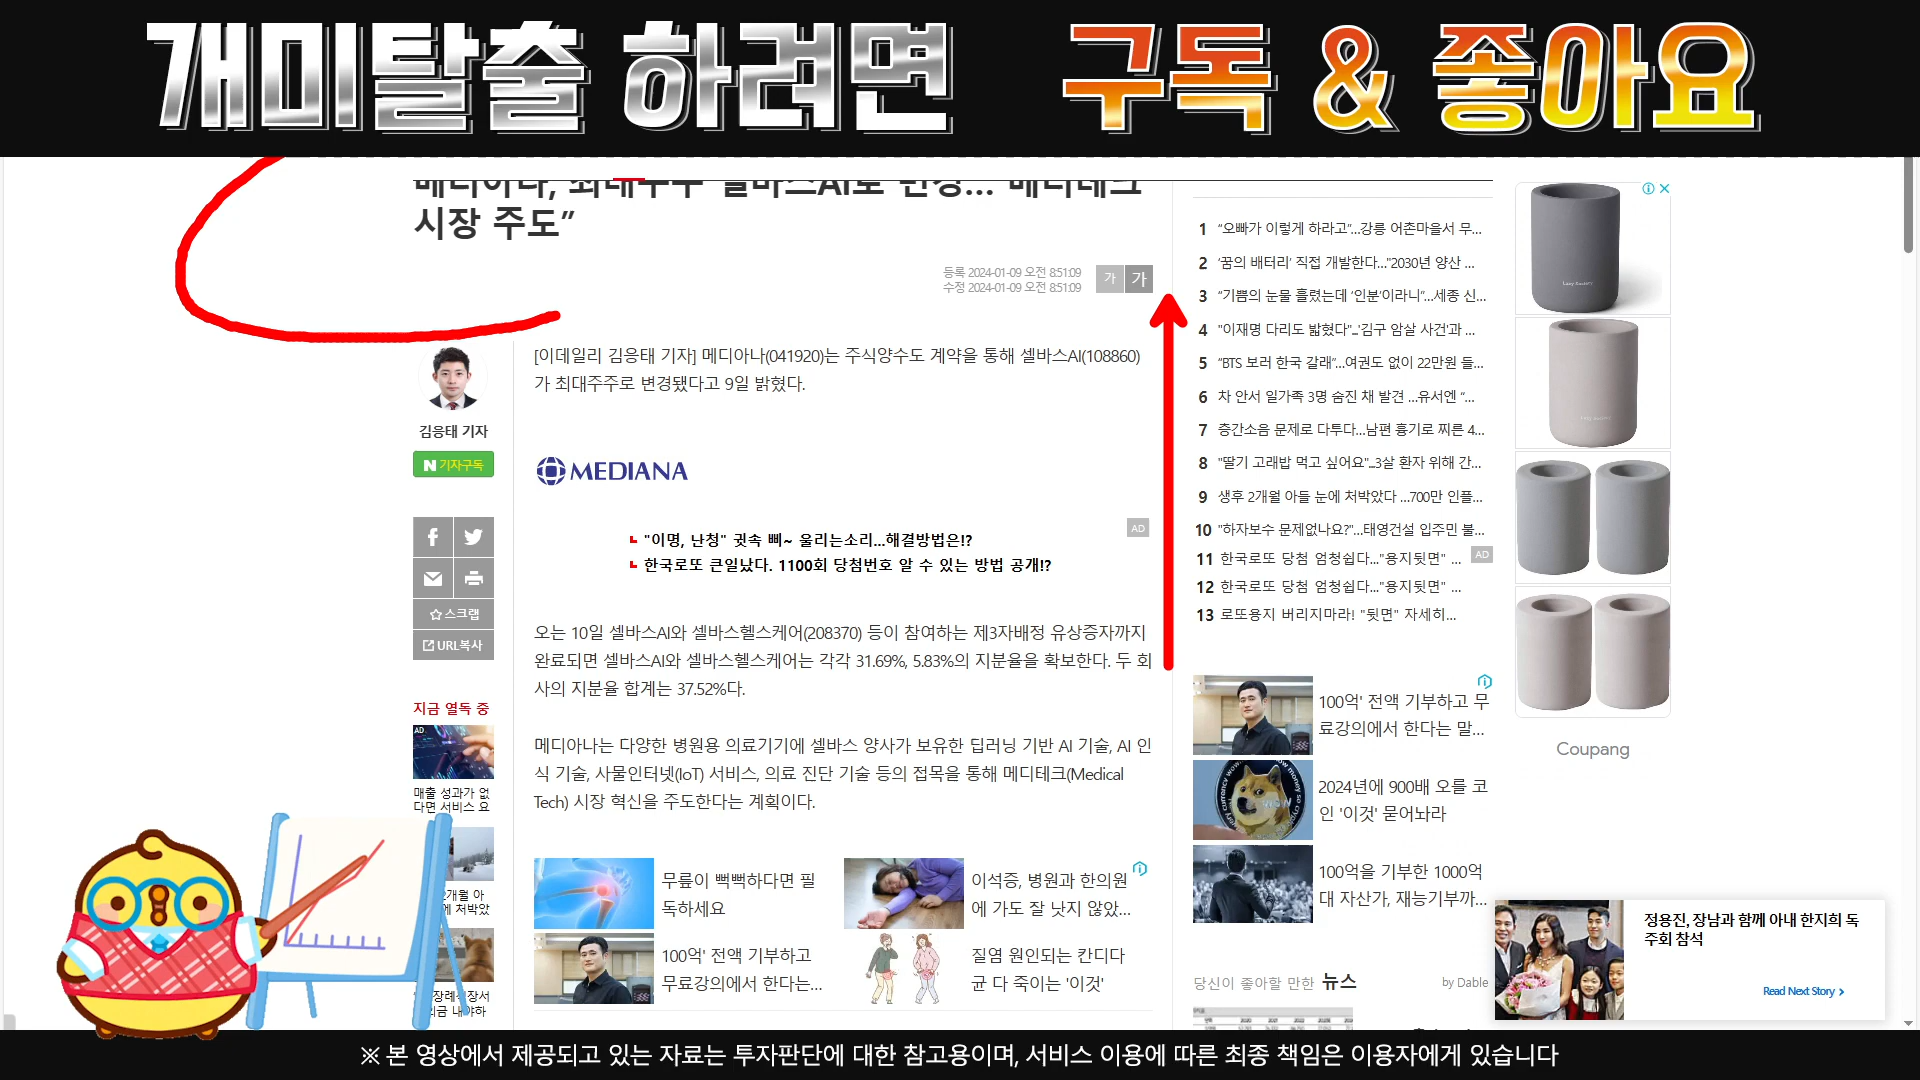 개미탈출 하려면 구독 & 좋아요
메디아나, 최대주주 셀바스AI로 변경…"메디테크
시장 주도”
등록 2024-01-09 오전 8:51:09
수정 2024-01-09 오전 8:51:09
가 가
김응태 기자
N 기자구독
스크랩
URL복사
[이데일리 김응태 기자] 메디아나(041920)는 주식양수도 계약을 통해 셀바스AI(108860)
가 최대주주로 변경됐다고 9일 밝혔다.
MEDIANA
AD
"이명, 난청" 귓속 삐~ 울리는소리...해결방법은!?
한국로또 큰일났다. 1100회 당첨번호 알 수 있는 방법 공개!?
오는 10일 셀바스AI와 셀바스헬스케어(208370) 등이 참여하는 제3자배정 유상증자까지
완료되면 셀바스AI와 셀바스헬스케어는 각각 31.69%, 5.83%의 지분율을 확보한다. 두 회
사의 지분율 합계는 37.52%다.
메디아나는 다양한 병원용 의료기기에 셀바스 양사가 보유한 딥러닝 기반 AI 기술, AI 인
식 기술, 사물인터넷(IoT) 서비스, 의료 진단 기술 등의 접목을 통해 메디테크(Medical
Tech) 시장 혁신을 주도한다는 계획이다.
지금 열독 중
AD
매출 성과가 없
다면 서비스 요
개월 아
에 처박았
장례식장서
무릎이 뻑뻑하다면 필
독하세요
이석증, 병원과 한의원
에 가도 잘 낫지 않았...
100억' 전액 기부하고
무료강의에서 한다는...
질염 원인되는 칸디다
균 다 죽이는 '이것'
1 “오빠가 이렇게 하라고”…강릉 어촌마을서 무...
2 ‘꿈의 배터리’ 직접 개발한다…"2030년 양산 ...
3 “기쁨의 눈물 흘렸는데 ‘인분’이라니”…세종 신...
4 "이재명 다리도 밟혔다"...'김구 암살 사건'과 ...
5 “BTS 보러 한국 갈래”…여권도 없이 22만원 들...
6 차 안서 일가족 3명 숨진 채 발견 …유서엔 “...
7 층간소음 문제로 다투다…남편 흉기로 찌른 4...
8 "딸기 고래밥 먹고 싶어요"...3살 환자 위해 간...
9 생후 2개월 아들 눈에 처박았다 …700만 인플...
10 "하자보수 문제없나요?"…태영건설 입주민 불...
11 한국로또 당첨 엄청쉽다..."용지뒷면" ...
AD
12 한국로또 당첨 엄청쉽다..."용지뒷면" ...
13 로또용지 버리지마라! "뒷면" 자세히...
100억' 전액 기부하고 무
료강의에서 한다는 말...
2024년에 900배 오를 코
인 '이것' 묻어놔라
100억을 기부한 1000억
대 자산가, 재능기부까...
당신이 좋아할 만한 뉴스
by Dable
Coupang
정용진, 장남과 함께 아내 한지희 독
주회 참석
Read Next Story
※ 본 영상에서 제공되고 있는 자료는 투자판단에 대한 참고용이며, 서비스 이용에 따른 최종 책임은 이용자에게 있습니다